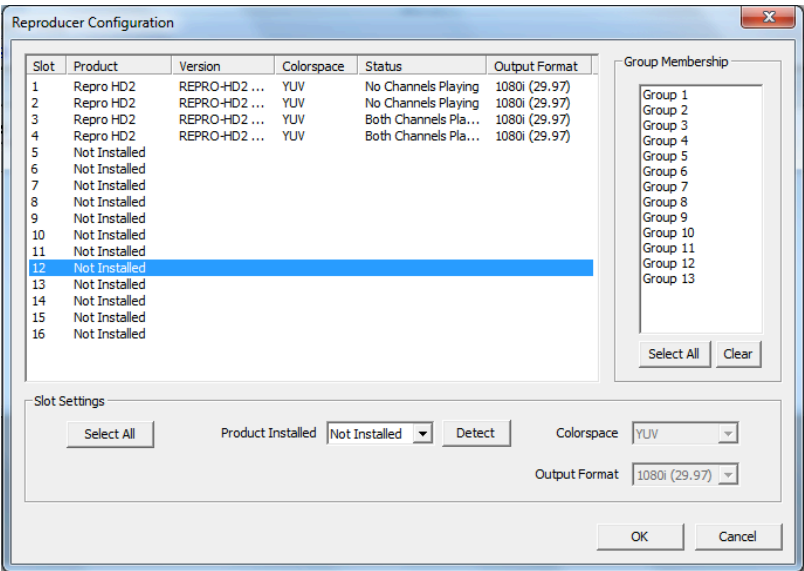 Reproducer Configuration
Slot Product Version Colorspace Status Output Format
1 Repro HD2 REPRO-HD2 ... YUV No Channels Playing 1080i (29.97)
2 Repro HD2 REPRO-HD2 ... YUV No Channels Playing 1080i (29.97)
3 Repro HD2 REPRO-HD2 ... YUV Both Channels Pla... 1080i (29.97)
4 Repro HD2 REPRO-HD2 ... YUV Both Channels Pla... 1080i (29.97)
5 Not Installed
6 Not Installed
7 Not Installed
8 Not Installed
9 Not Installed
10 Not Installed
11 Not Installed
12 Not Installed
13 Not Installed
14 Not Installed
15 Not Installed
16 Not Installed
Group Membership
Group 1
Group 2
Group 3
Group 4
Group 5
Group 6
Group 7
Group 8
Group 9
Group 10
Group 11
Group 12
Group 13
Select All Clear
Slot Settings
Select All Product Installed Not Installed Detect Colorspace YUV
Output Format 1080i (29.97)
OK Cancel